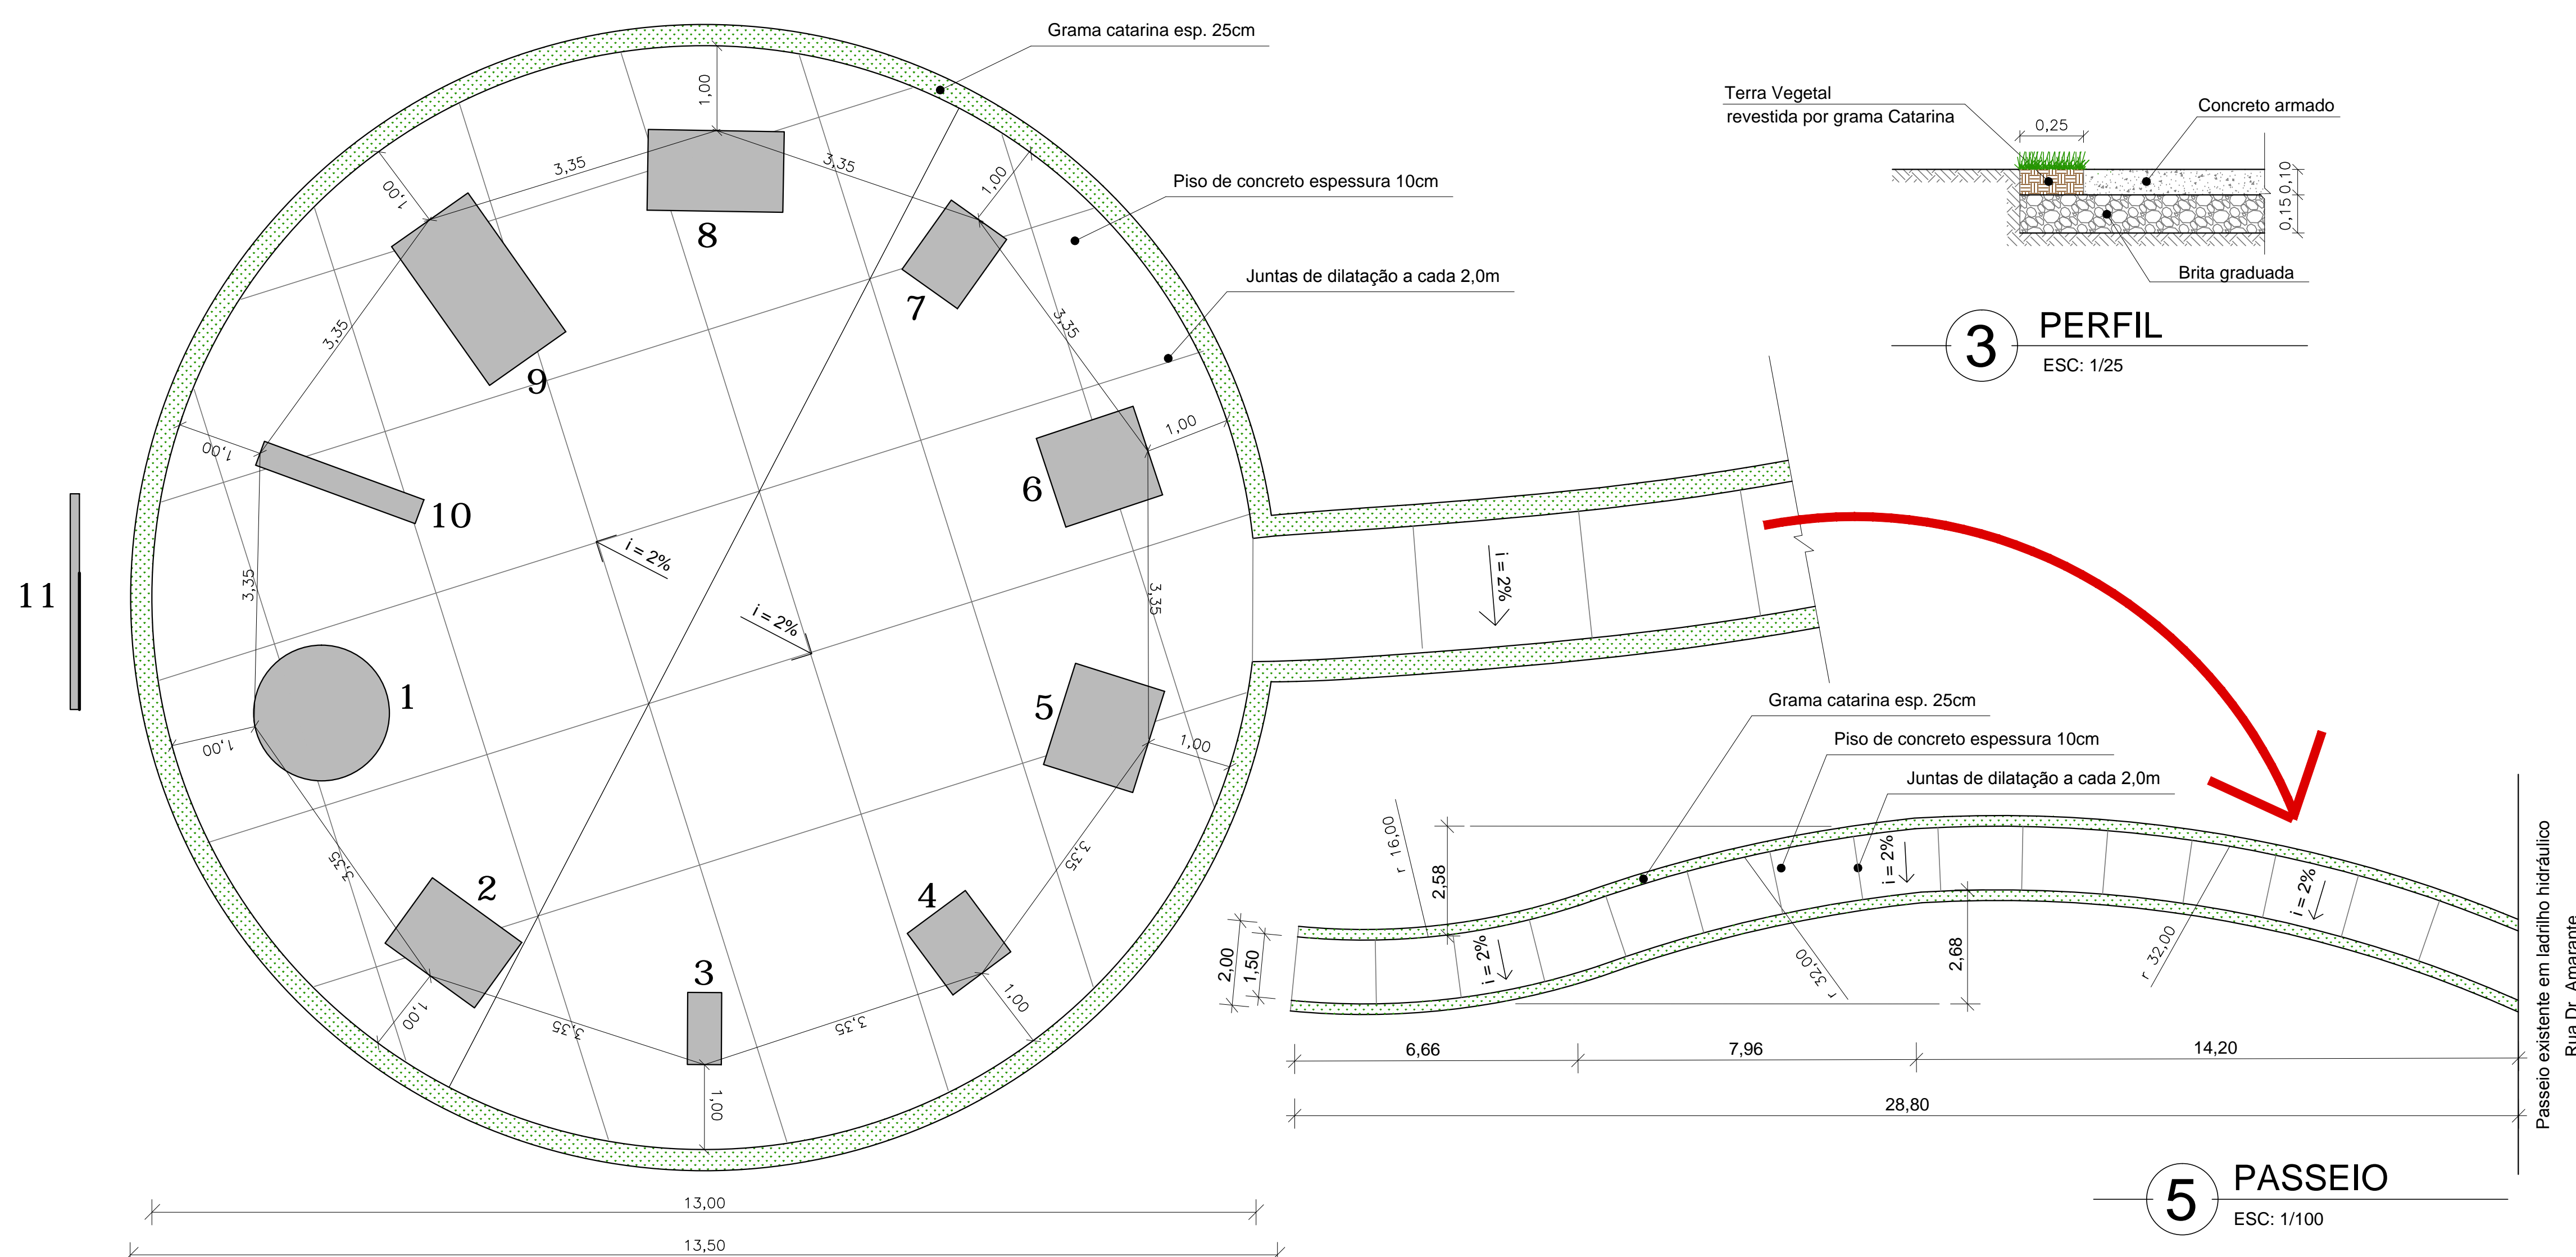 Grama catarina esp. 25cm
Piso de concreto espessura 10cm
Juntas de dilatação a cada 2,0m
1,00
3,35
3,35
1,00
1,00
8
7
9
3,35
3,35
6
1,00
1,00
10
11
i = 2%
i = 2%
3,35
3,35
1
5
1,00
1,00
2
4
3
3,35
3,35
3,35
3,35
1,00
1,00
1,00
13,00
13,50
i = 2%
Terra Vegetal
revestida por grama Catarina
0,25
Concreto armado
0,10
0,15
Brita graduada
3
PERFIL
ESC: 1/25
Grama catarina esp. 25cm
Piso de concreto espessura 10cm
Juntas de dilatação a cada 2,0m
r 16,00
2,58
i = 2%
i = 2%
i = 2%
2,00
1,50
r 32,00
2,68
r 32,00
6,66
7,96
14,20
28,80
Passeio existente em ladrilho hidráulico
Rua Dr. Amarante
5
PASSEIO
ESC: 1/100